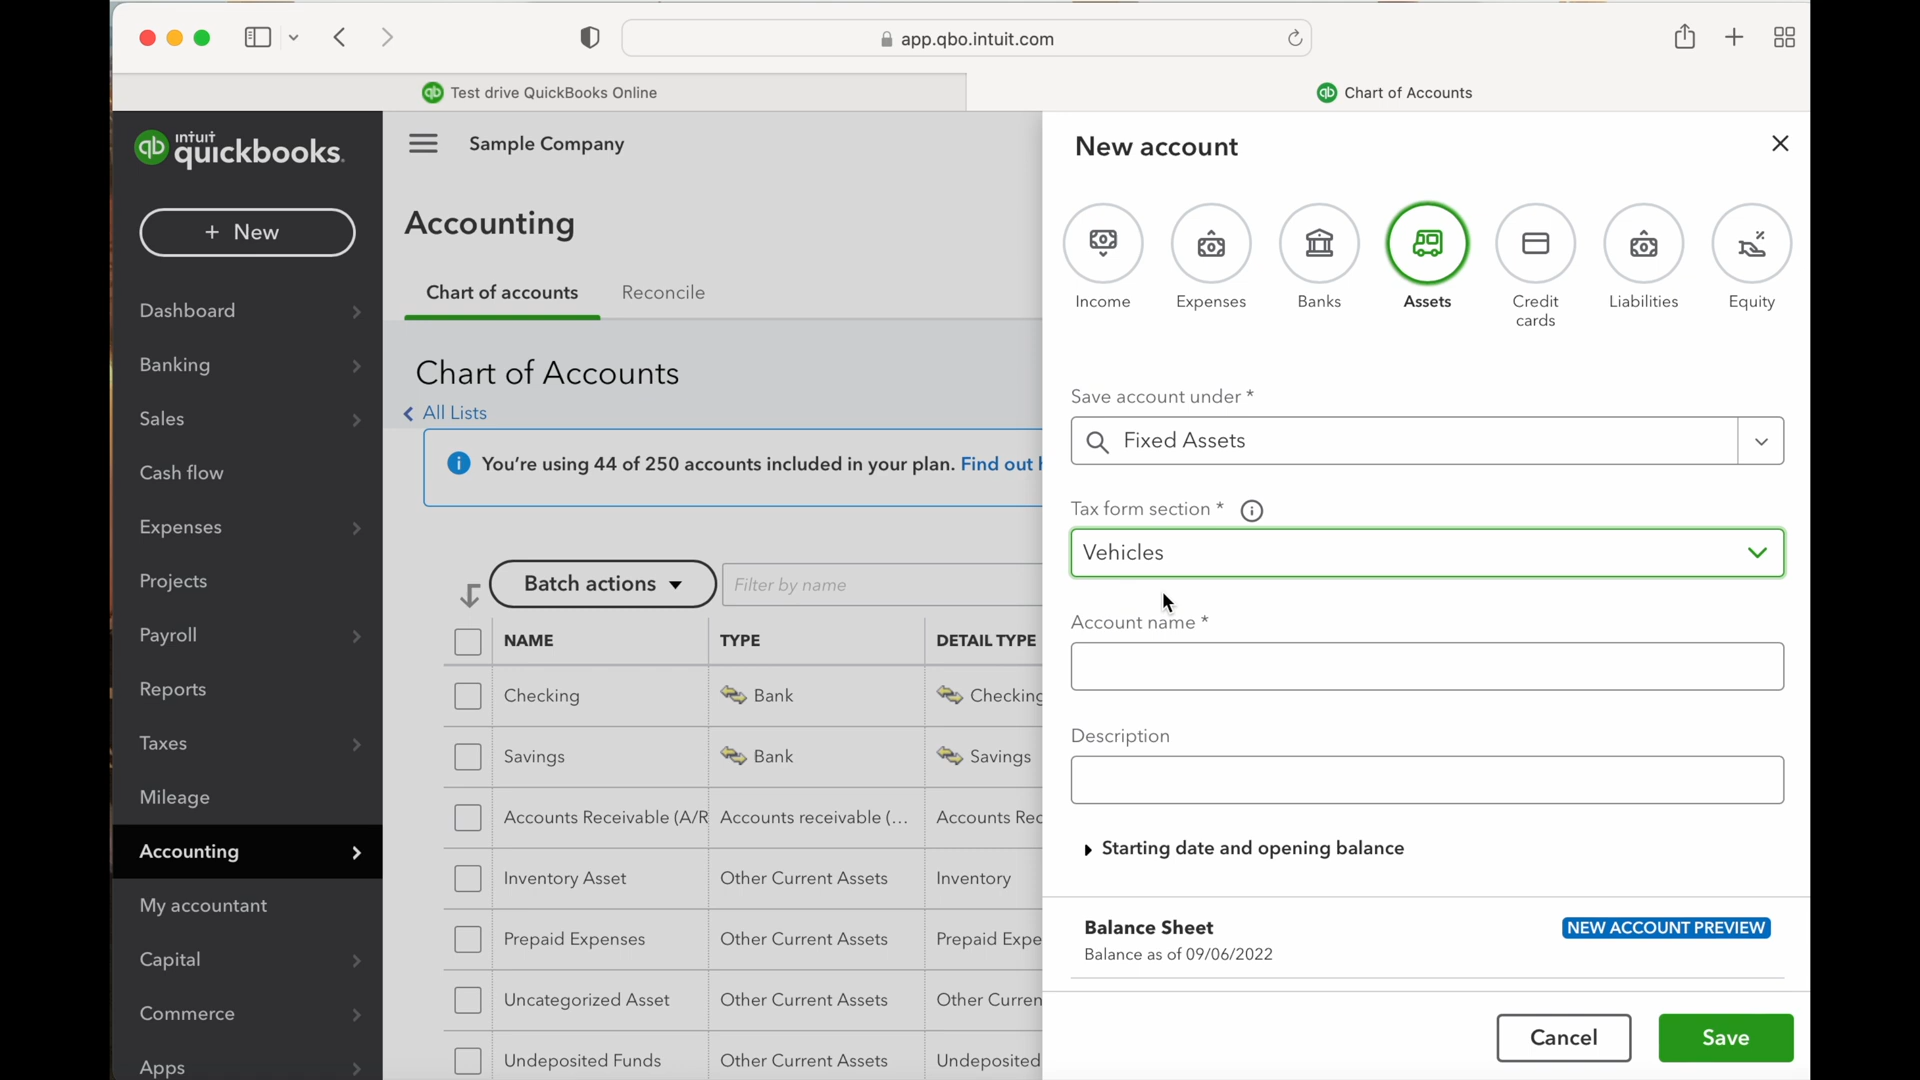 app.qbo.intuit.com
Test drive QuickBooks Online
Chart of Accounts
intuit
quickbooks.
+ New
Dashboard
Banking
Sales
Cash flow
Expenses
Projects
Payroll
Reports
Taxes
Mileage
Accounting
My accountant
Capital
Commerce
Apps
Sample Company
Accounting
Chart of accounts
Reconcile
Chart of Accounts
All Lists
You're using 44 of 250 accounts included in your plan. Find out
Batch actions
Filter by name
NAME TYPE DETAIL TYPE
Checking Bank Checking
Savings Bank Savings
Accounts Receivable (A/R Accounts receivable (... Accounts Rec
Inventory Asset Other Current Assets Inventory
Prepaid Expenses Other Current Assets Prepaid Expe
Uncategorized Asset Other Current Assets Other Curren
Undeposited Funds Other Current Assets Undeposited
New account
Income
Expenses
Banks
Assets
Credit
cards
Liabilities
Equity
Save account under *
Fixed Assets
Tax form section *
Vehicles
Account name *
Description
Starting date and opening balance
Balance Sheet
NEW ACCOUNT PREVIEW
Balance as of 09/06/2022
Cancel
Save